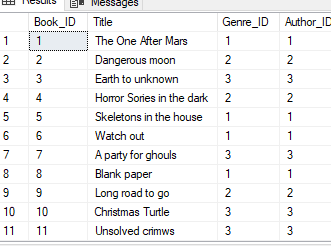 Results Messages
Book_ID Title Genre_ID Author_ID
1 1 The One After Mars 1 1
2 2 Dangerous moon 2 2
3 3 Earth to unknown 3 3
4 4 Horror Sories in the dark 2 2
5 5 Skeletons in the house 1 1
6 6 Watch out 1 1
7 7 A party for ghouls 3 3
8 8 Blank paper 1 1
9 9 Long road to go 2 2
10 10 Christmas Turtle 3 3
11 11 Unsolved crimws 3 3